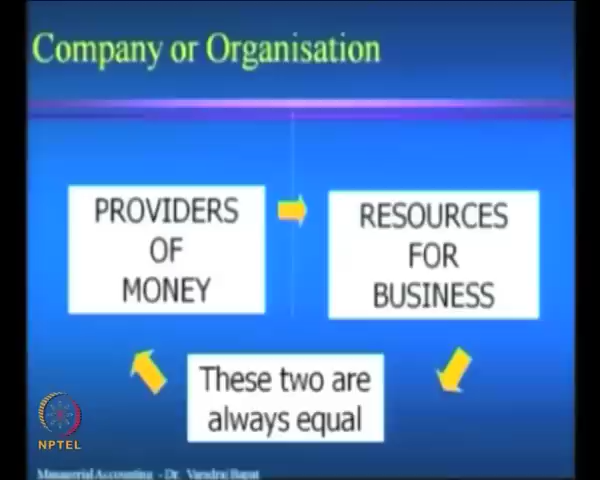 Company or Organisation
PROVIDERS
OF
MONEY
RESOURCES
FOR
BUSINESS
These two are
always equal
NPTEL
Managerial Accounting - Dr. Varadraj Bapat